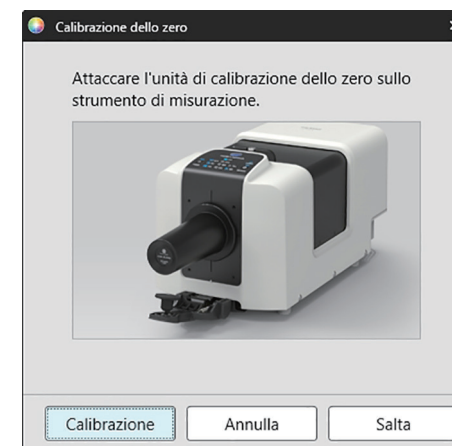 Calibrazione dello zero
Attaccare l'unità di calibrazione dello zero sullo
strumento di misurazione.
Calibrazione
Annulla
Salta